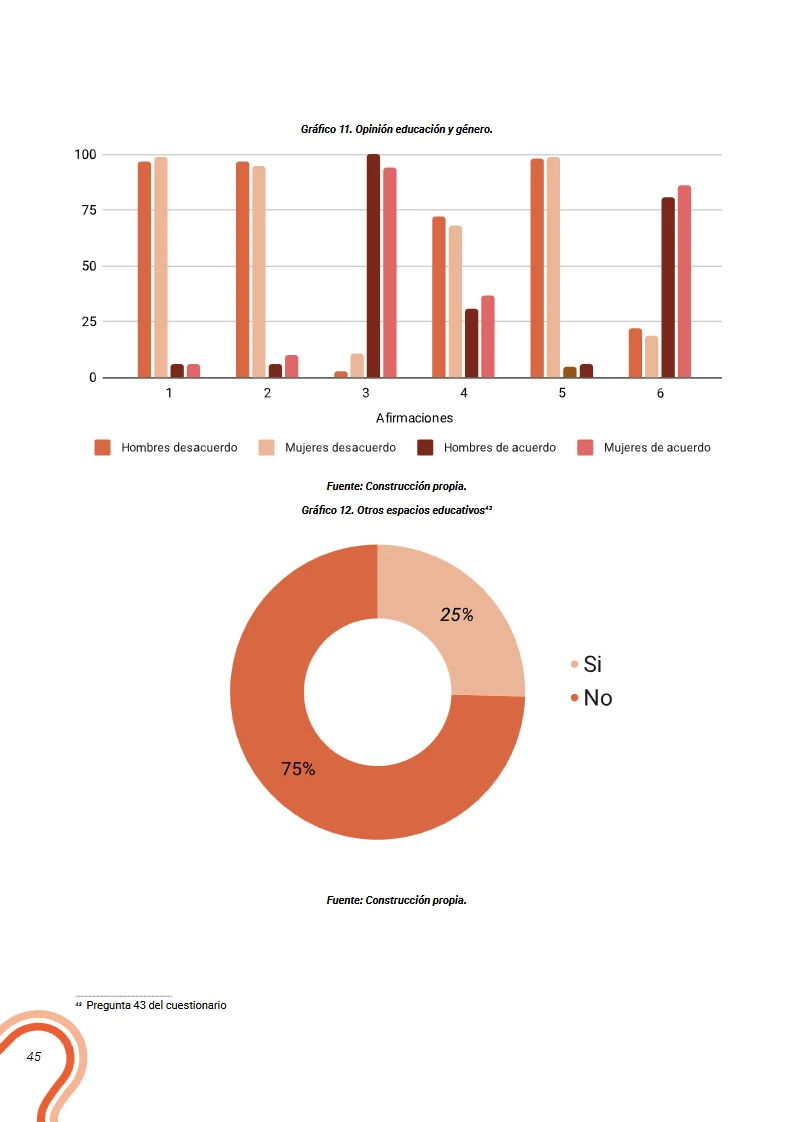 Gráfico 11. Opinión educación y género.
100
75
50
25
0
1 2 3 4 5 6
Afirmaciones
Hombres desacuerdo Mujeres desacuerdo Hombres de acuerdo Mujeres de acuerdo
Fuente: Construcción propia.
Gráfico 12. Otros espacios educativos⁴³
25%
Si
No
75%
Fuente: Construcción propia.
⁴³ Pregunta 43 del cuestionario
45